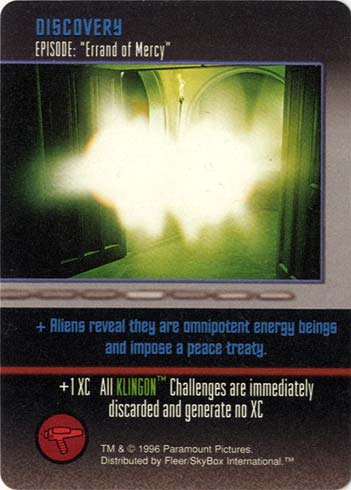 DISCOVERY
EPISODE: "Errand of Mercy"
+ Aliens reveal they are omnipotent energy beings
and impose a peace treaty.
+1 XC All KLINGON™ Challenges are immediately
discarded and generate no XC
TM & © 1996 Paramount Pictures.
Distributed by Fleer/SkyBox International.™